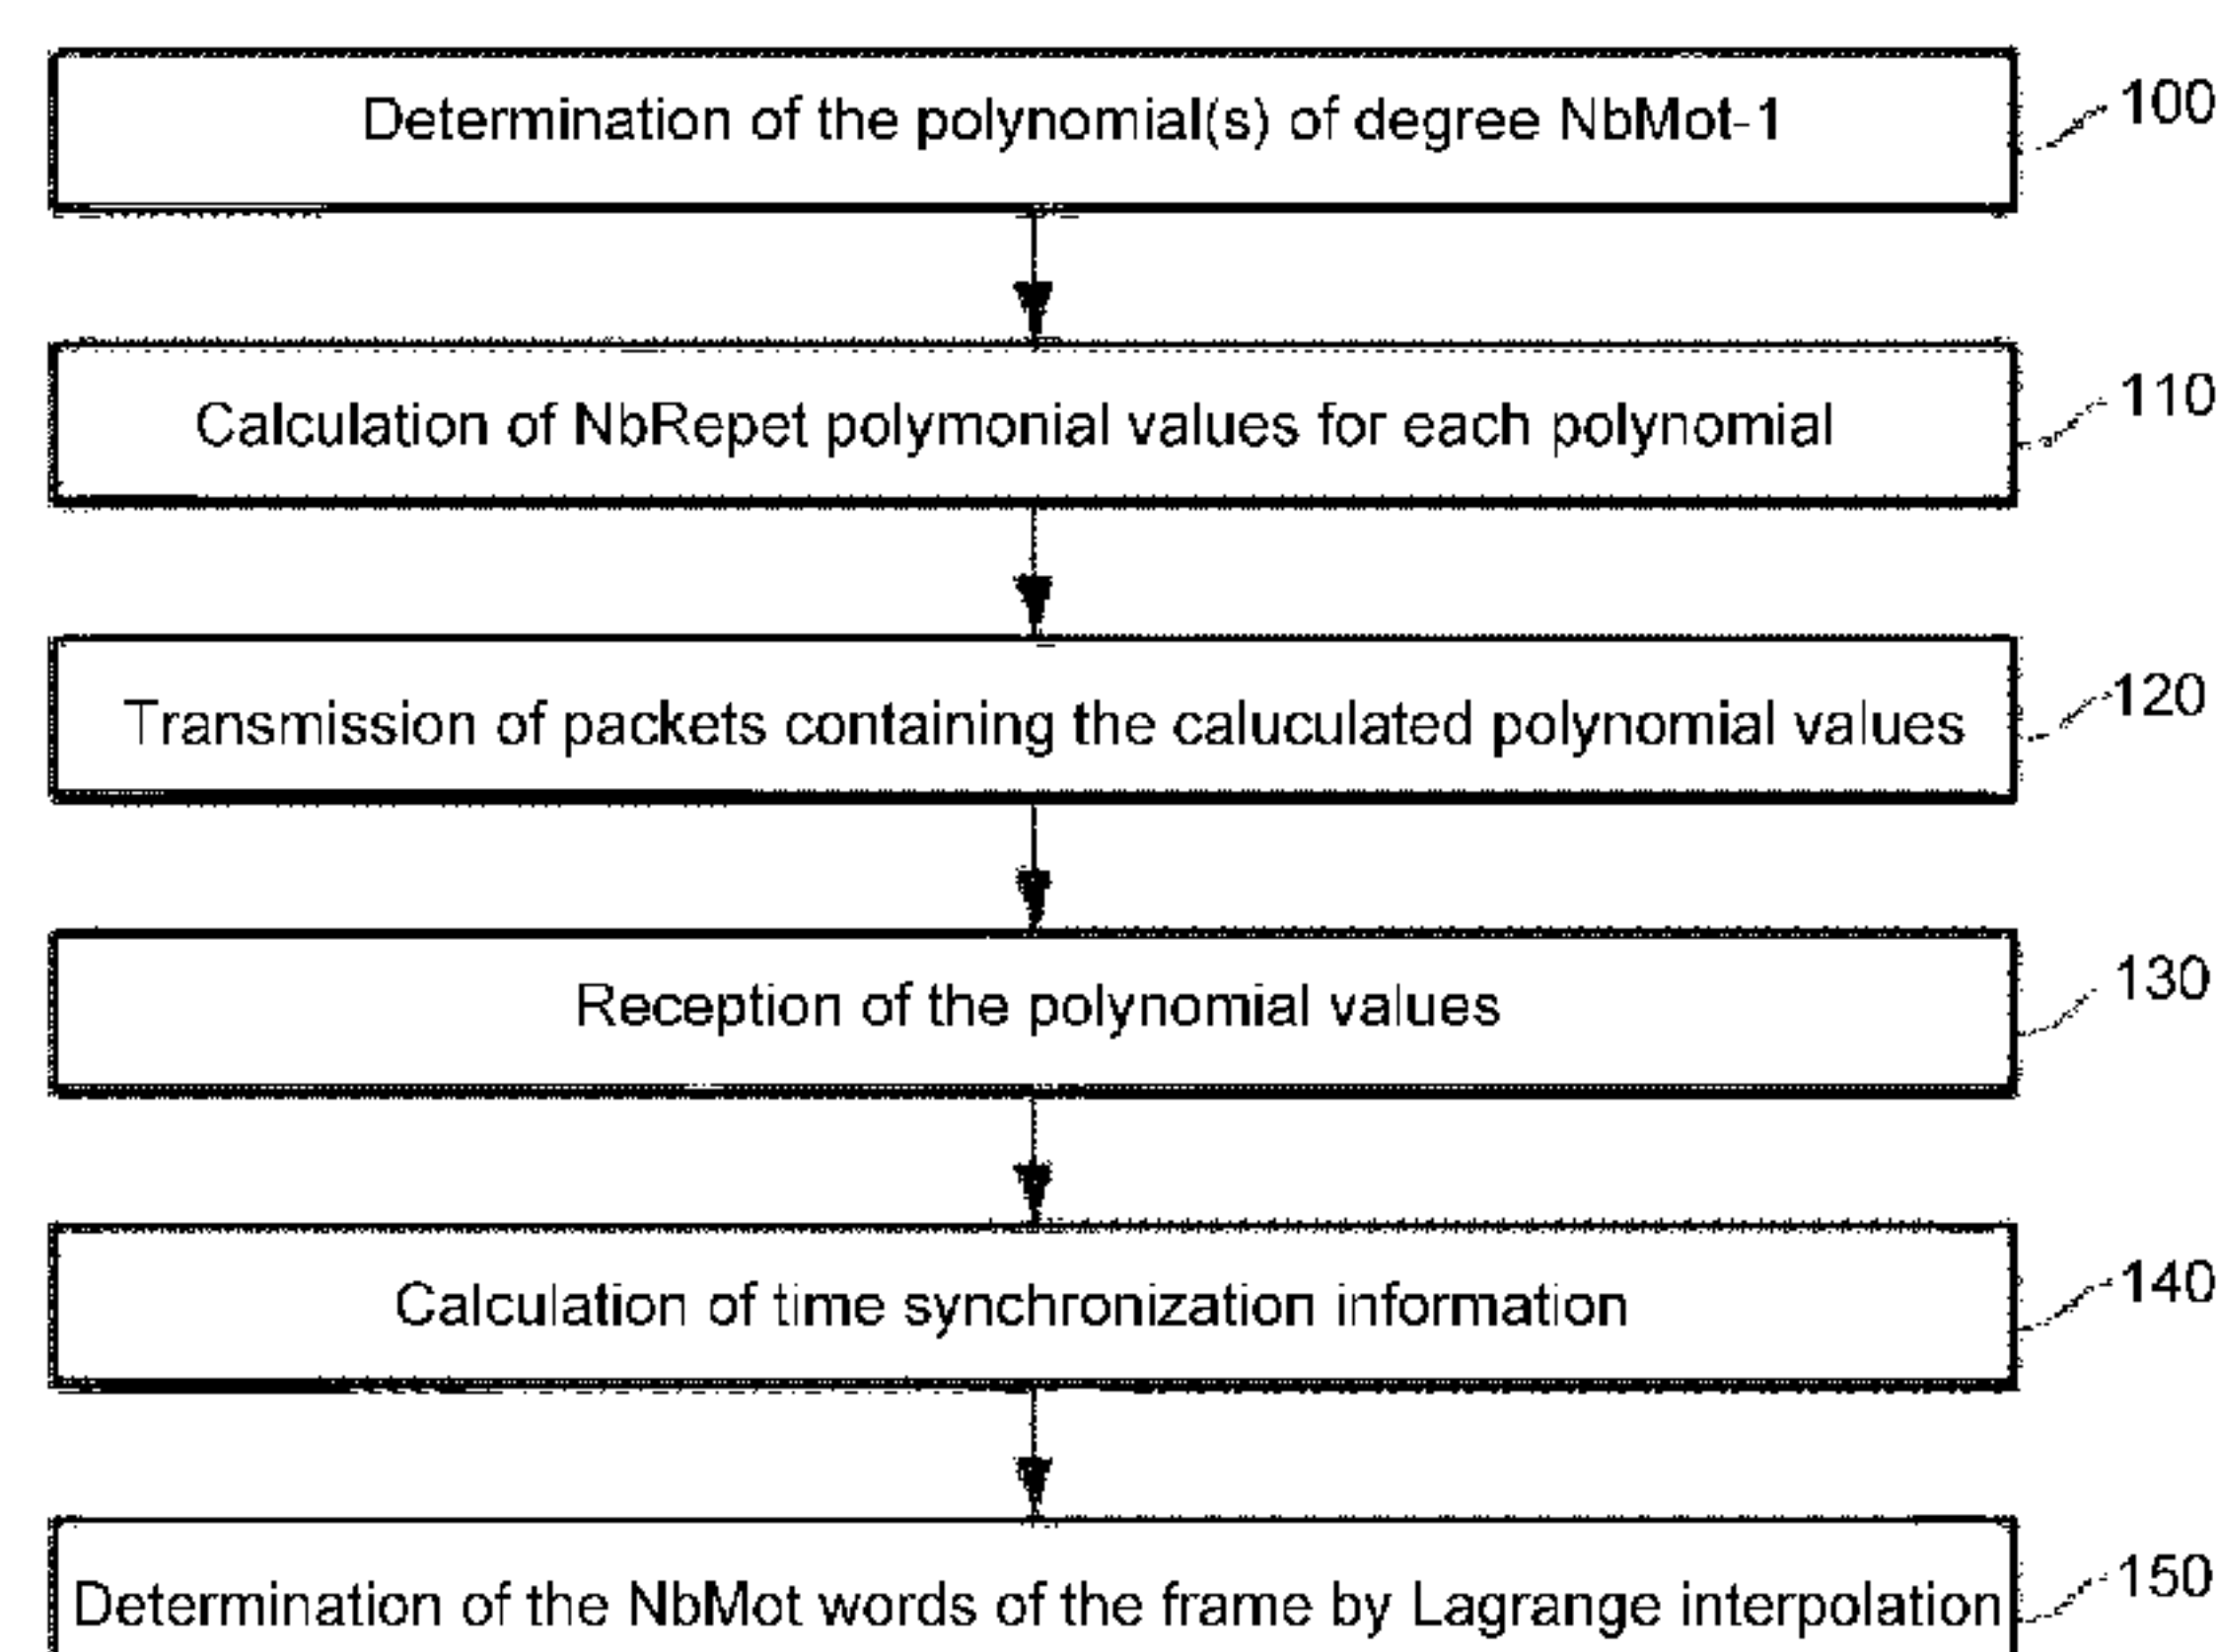 Determination of the polynomial(s) of degree NbMot-1
100
Calculation of NbRepet polymonial values for each polynomial
110
Transmission of packets containing the caluculated polynomial values
120
Reception of the polynomial values
130
Calculation of time synchronization information
140
Determination of the NbMot words of the frame by Lagrange interpolation
150